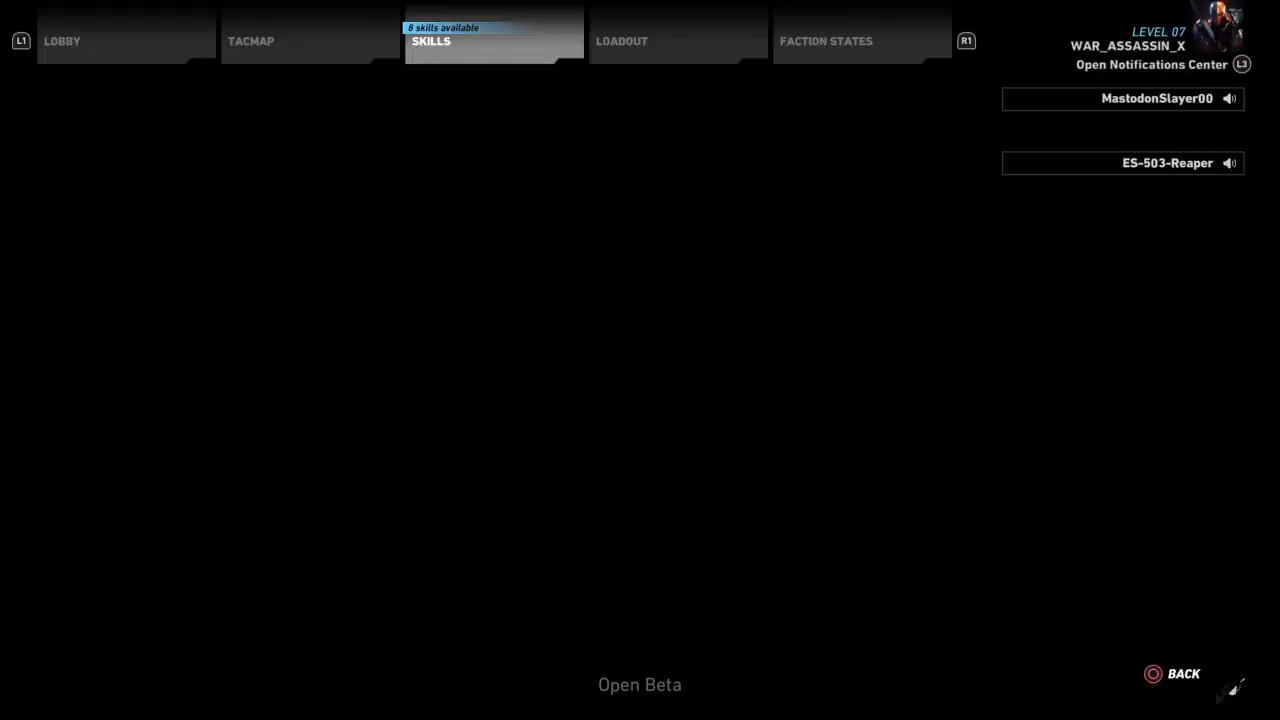 L1
LOBBY
TACMAP
8 skills available
SKILLS
LOADOUT
FACTION STATES
R1
LEVEL 07
WAR_ASSASSIN_X
Open Notifications Center L3
MastodonSlayer00
ES-503-Reaper
BACK
Open Beta